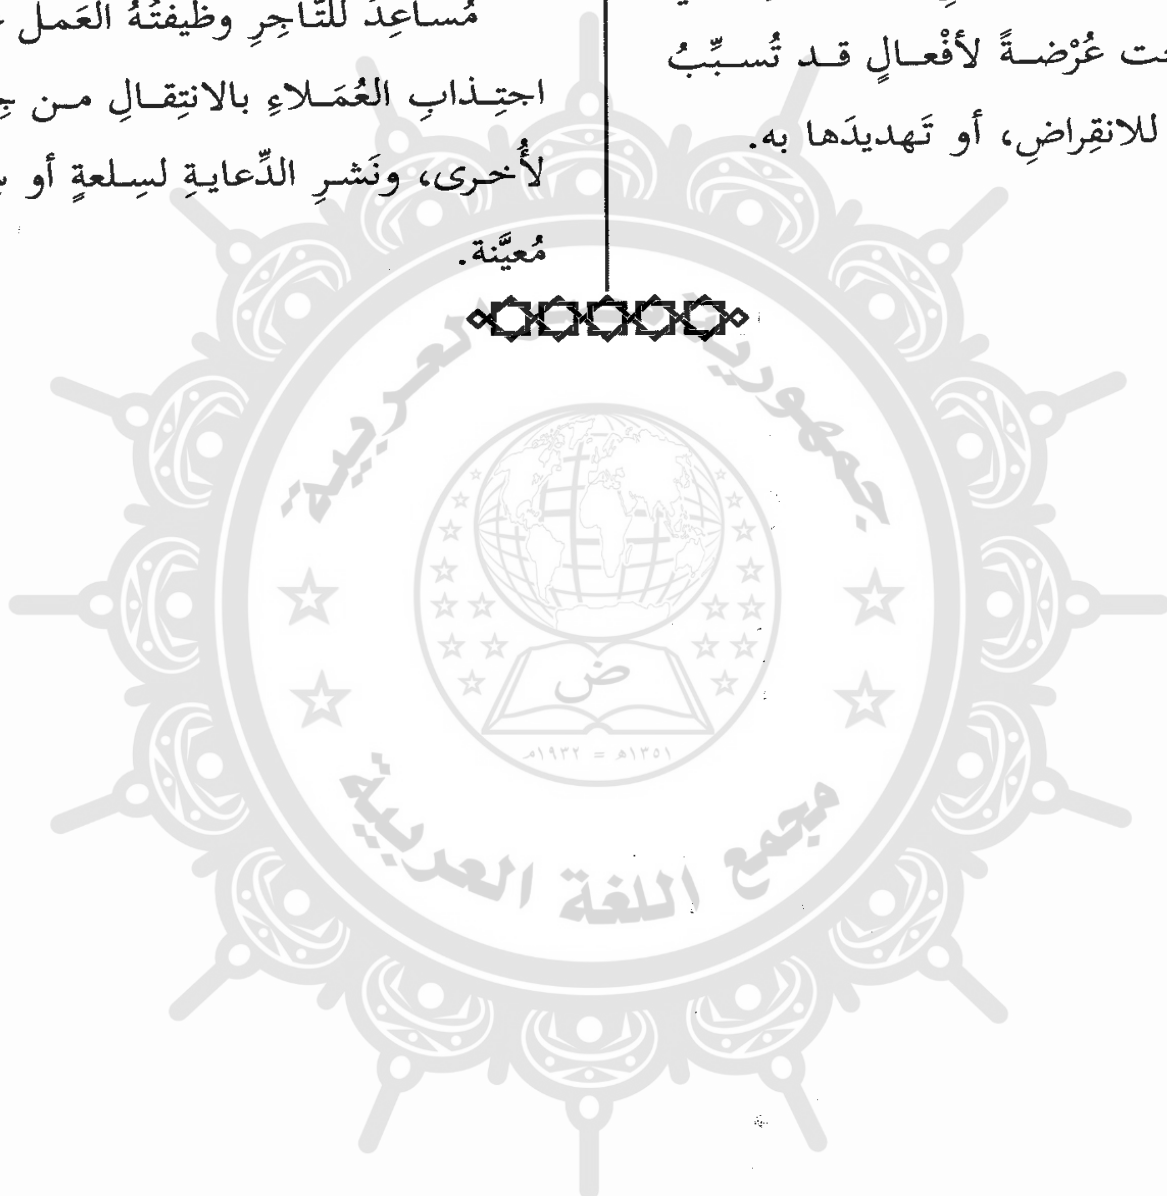 عُرْضةً لأفْعالٍ قد تُسبِّبُ
للانقِراضِ، أو تَهديدَها به.
مُساعِدٌ للتَّاجِرِ وظيفتُهُ العَمل
اجتِذابِ العُمَلاءِ بالانتِقالِ من
لأُخرى، ونَشرِ الدِّعايةِ لسِلعةٍ أو
مُعيَّنة.
جمهورية العربية
ض
١٣٥١هـ = ١٩٣٢م
مجمع اللغة العربية